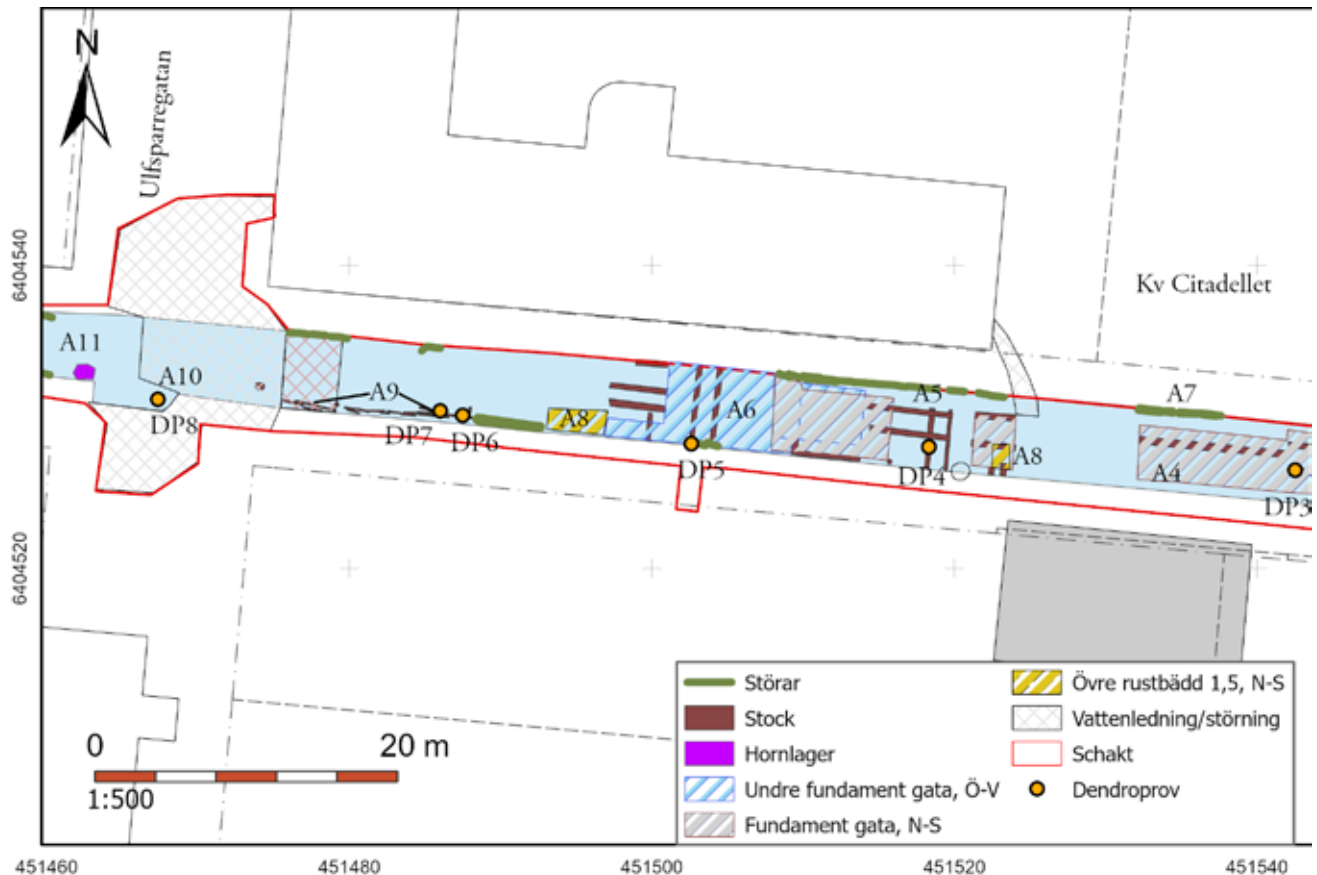 N
Ulfsparregatan
6404540
6404520
Kv Citadellet
A11
A10
DP8
A9
DP7
DP6
A8
A6
DP5
A5
DP4
A8
A7
A4
DP3
0
20 m
1:500
Störar
Stock
Hornlager
Undre fundament gata, Ö-V
Fundament gata, N-S
Övre rustbädd 1,5, N-S
Vattenledning/störning
Schakt
Dendroprov
451460
451480
451500
451520
451540